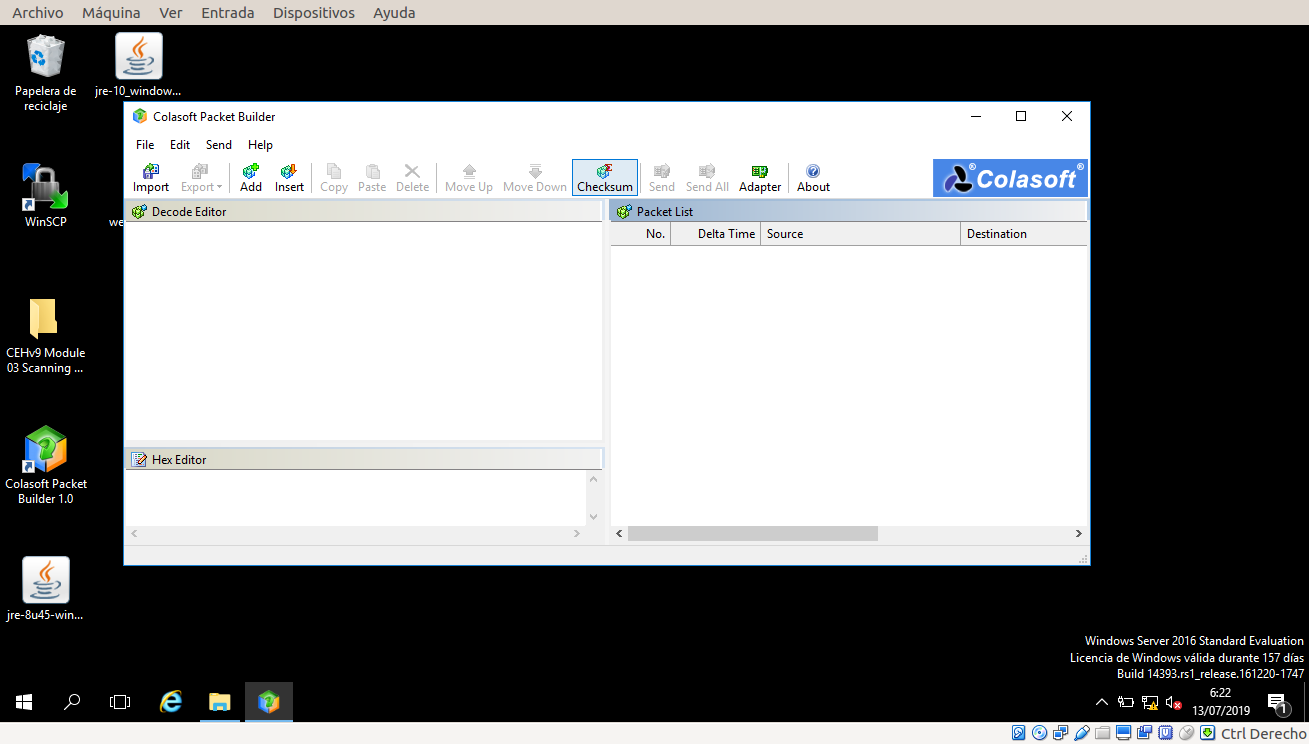 Archivo Máquina Ver Entrada Dispositivos Ayuda
Papelera de
reciclaje
jre-10_window...
WinSCP
we
CEHv9 Module
03 Scanning ...
Colasoft Packet
Builder 1.0
jre-8u45-win...
Colasoft Packet Builder
File Edit Send Help
Import Export Add Insert Copy Paste Delete Move Up Move Down Checksum Send Send All Adapter About
Colasoft®
Decode Editor
Packet List
No. Delta Time Source Destination
Hex Editor
Windows Server 2016 Standard Evaluation
Licencia de Windows válida durante 157 días
Build 14393.rs1_release.161220-1747
6:22
13/07/2019
1
Ctrl Derecho